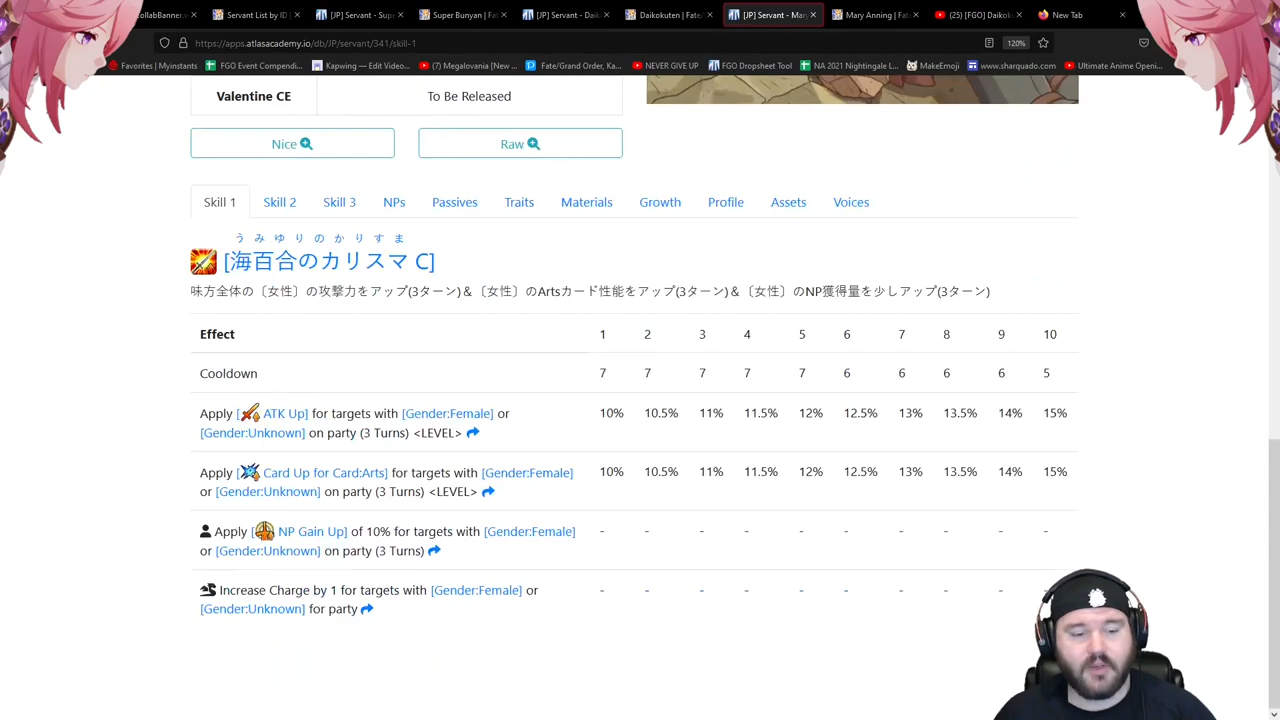 ollabBanner.
Servant List by ID |
[JP] Servant - Supe
Super Bunyan | Fat
[JP] Servant - Daik
Daikokuten | Fate/
[JP] Servant - Mar
Mary Anning | Fat
(25) [FGO] Daikok
New Tab
https://apps.atlasacademy.io/db/JP/servant/341/skill-1
120%
Favorites | Myinstants
FGO Event Compendi...
Kapwing — Edit Video...
(7) Megalovania [New ...
Fate/Grand Order, Ka...
NEVER GIVE UP
FGO Dropsheet Tool
NA 2021 Nightingale L...
MakeEmoji
www.sharquado.com
Ultimate Anime Openi...
Valentine CE
To Be Released
Nice
Raw
Skill 1
Skill 2
Skill 3
NPs
Passives
Traits
Materials
Growth
Profile
Assets
Voices
うみゆりのかりすま
[海百合のカリスマ C]
味方全体の〔女性〕の攻撃力をアップ(3ターン)＆〔女性〕のArtsカード性能をアップ(3ターン)＆〔女性〕のNP獲得量を少しアップ(3ターン)
Effect 1 2 3 4 5 6 7 8 9 10
Cooldown 7 7 7 7 7 6 6 6 6 5
Apply [ATK Up] for targets with [Gender:Female] or 10% 10.5% 11% 11.5% 12% 12.5% 13% 13.5% 14% 15%
[Gender:Unknown] on party (3 Turns) <LEVEL>
Apply [Card Up for Card:Arts] for targets with [Gender:Female] 10% 10.5% 11% 11.5% 12% 12.5% 13% 13.5% 14% 15%
or [Gender:Unknown] on party (3 Turns) <LEVEL>
Apply [NP Gain Up] of 10% for targets with [Gender:Female] - - - - - - - - - -
or [Gender:Unknown] on party (3 Turns)
Increase Charge by 1 for targets with [Gender:Female] or - - - - - - - - -
[Gender:Unknown] for party